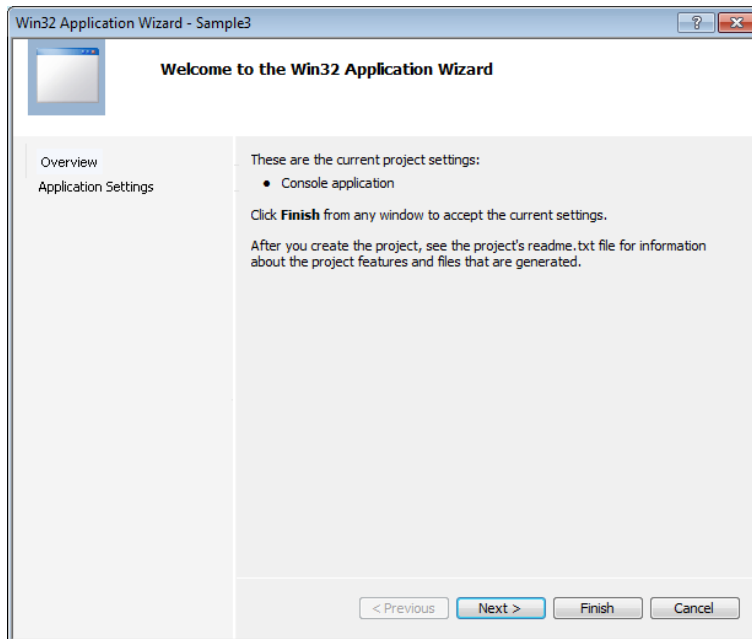 Win32 Application Wizard - Sample3
?
Welcome to the Win32 Application Wizard
Overview
Application Settings
These are the current project settings:
• Console application
Click Finish from any window to accept the current settings.
After you create the project, see the project's readme.txt file for information
about the project features and files that are generated.
< Previous
Next >
Finish
Cancel